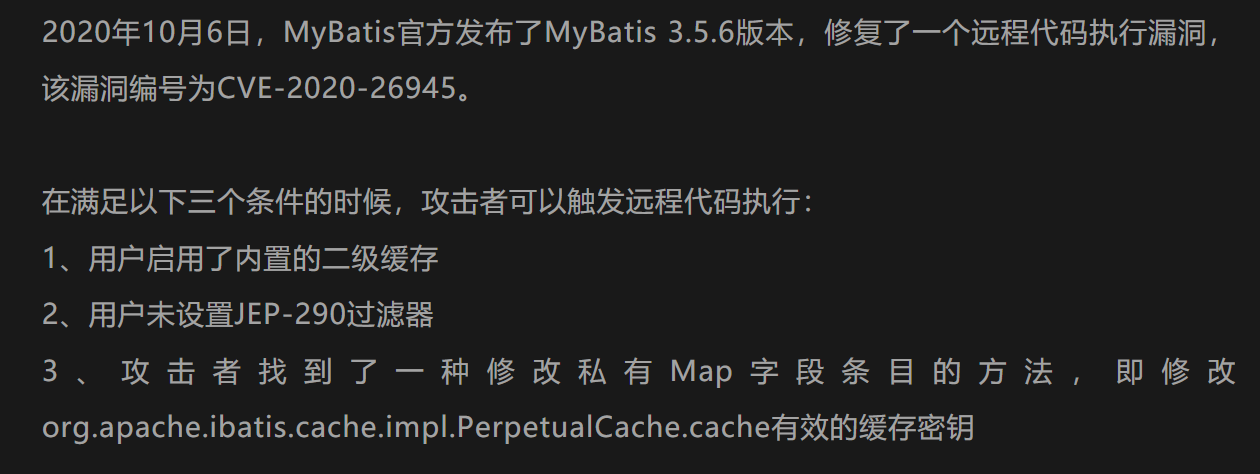 2020年10月6日，MyBatis官方发布了MyBatis 3.5.6版本，修复了一个远程代码执行漏洞，
该漏洞编号为CVE-2020-26945。
在满足以下三个条件的时候，攻击者可以触发远程代码执行：
1、用户启用了内置的二级缓存
2、用户未设置JEP-290过滤器
3、攻击者找到了一种修改私有Map字段条目的方法，即修改
org.apache.ibatis.cache.impl.PerpetualCache.cache有效的缓存密钥